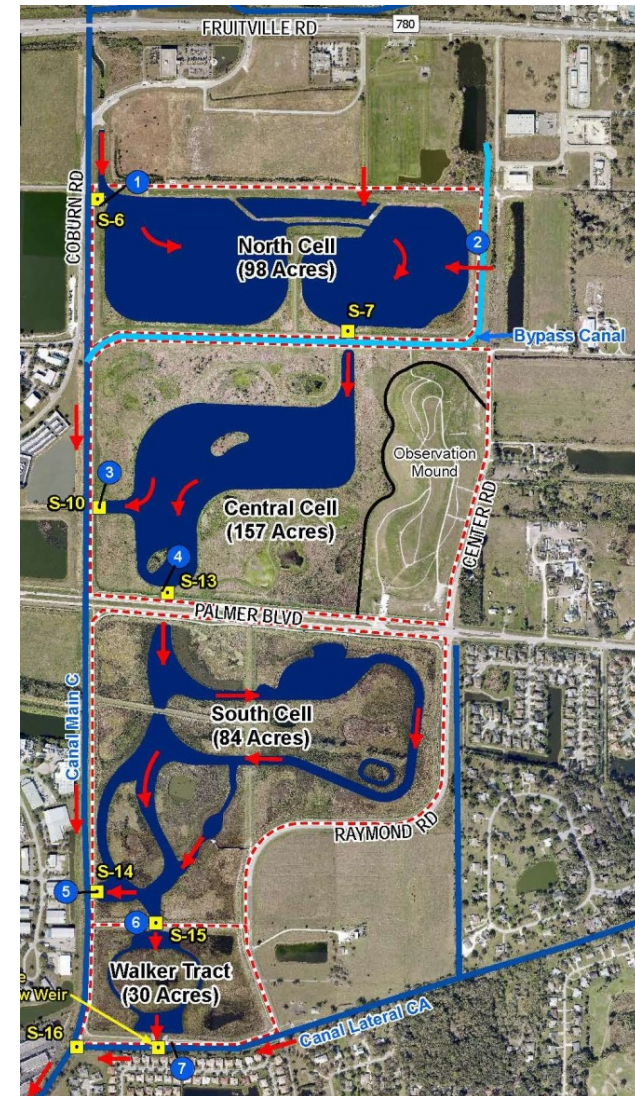 FRUITVILLE RD
780
COBURN RD
1
S-6
North Cell
(98 Acres)
2
S-7
Bypass Canal
Observation
Mound
3
S-10
Central Cell
(157 Acres)
CENTER RD
4
S-13
PALMER BLVD
South Cell
(84 Acres)
Canal Main C
RAYMOND RD
S-14
5
6
S-15
Walker Tract
(30 Acres)
Weir
S-16
Canal Lateral CA
7